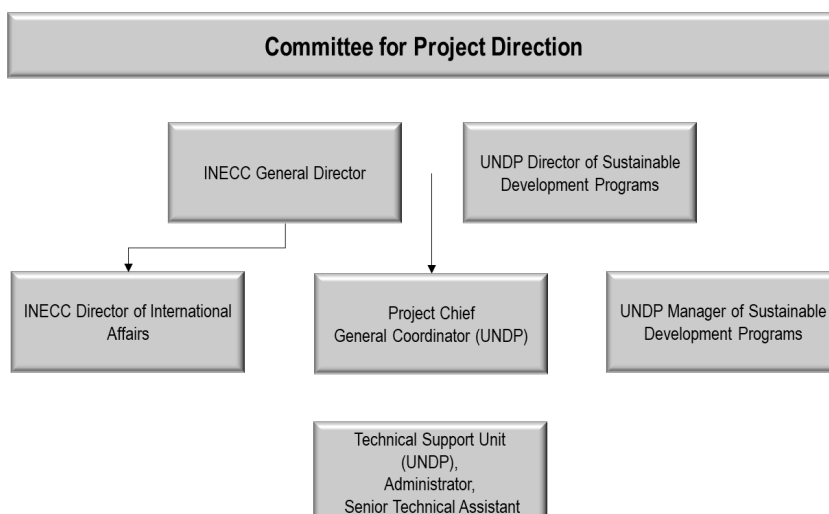 Committee for Project Direction
INECC General Director
UNDP Director of Sustainable
Development Programs
INECC Director of International
Affairs
Project Chief
General Coordinator (UNDP)
UNDP Manager of Sustainable
Development Programs
Technical Support Unit
(UNDP),
Administrator,
Senior Technical Assistant